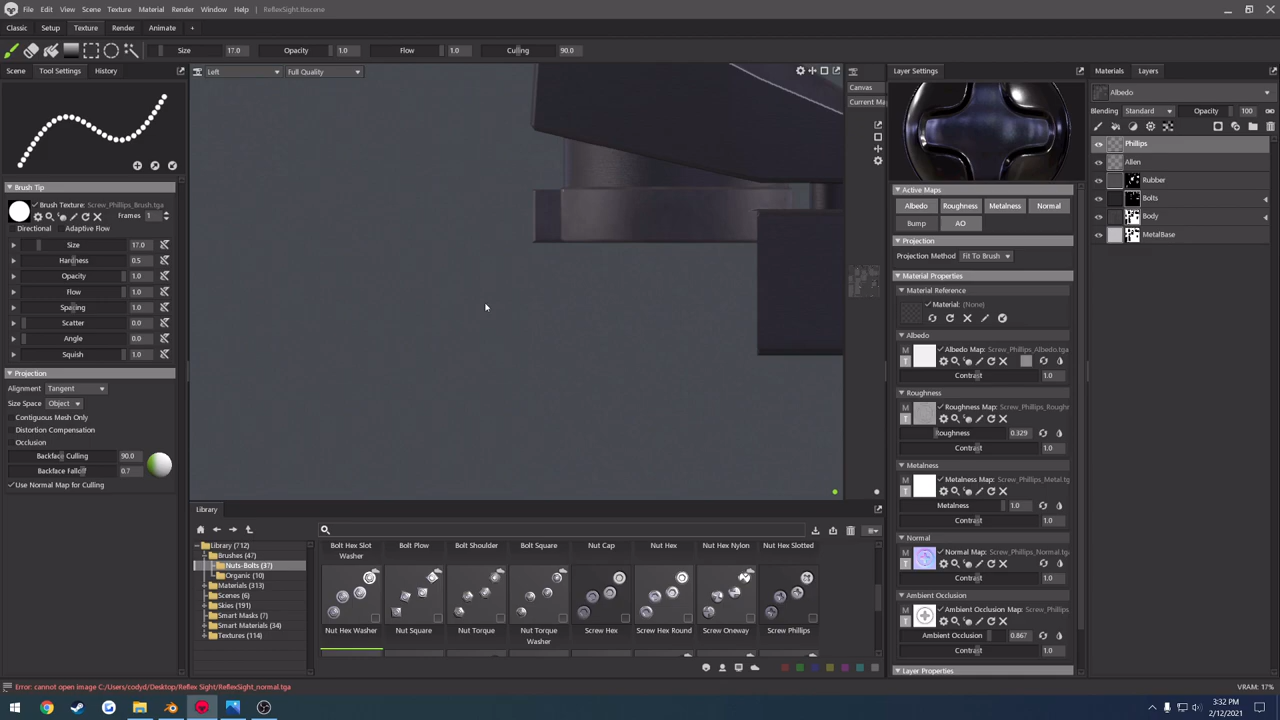 File Edit View Scene Texture Material Render Window Help ReflexSight.tbscene
Classic Setup Texture Render Animate +
Size 17.0 Opacity 1.0 Flow 1.0 Culling 90.0
Scene Tool Settings History
Left Full Quality
Canvas
Current Ma
Brush Tip
Brush Texture: Screw_Phillips_Brush.tga
Frames 1
Directional Adaptive Flow
Size 17.0
Hardness 0.5
Opacity 1.0
Flow 1.0
Spacing 1.0
Scatter 0.0
Angle 0.0
Squish 1.0
Projection
Alignment Tangent
Size Space Object
Contiguous Mesh Only
Distortion Compensation
Occlusion
Backface Culling 90.0
Backface Falloff 0.7
Use Normal Map for Culling
Library
Library (712)
Brushes (47)
Nuts-Bolts (37)
Organic (10)
Materials (313)
Scenes (6)
Skies (191)
Smart Masks (7)
Smart Materials (34)
Textures (114)
Bolt Hex Slot Washer
Bolt Plow
Bolt Shoulder
Bolt Square
Nut Cap
Nut Hex
Nut Hex Nylon
Nut Hex Slotted
Nut Hex Washer
Nut Square
Nut Torque
Nut Torque Washer
Screw Hex
Screw Hex Round
Screw Oneway
Screw Phillips
Layer Settings
Active Maps
Albedo Roughness Metalness Normal
Bump AO
Projection
Projection Method Fit To Brush
Material Properties
Material Reference
Material: (None)
Albedo
M
T
Albedo Map: Screw_Phillips_Albedo.tga
Contrast 1.0
Roughness
M
T
Roughness Map: Screw_Phillips_Roughn
Roughness 0.329
Contrast 1.0
Metalness
M
T
Metalness Map: Screw_Phillips_Metal.tg
Metalness 1.0
Contrast 1.0
Normal
M
T
Normal Map: Screw_Phillips_Normal.tga
Ambient Occlusion
M
T
Ambient Occlusion Map: Screw_Phillips
Ambient Occlusion 0.867
Contrast 1.0
Layer Properties
Materials Layers
Albedo
Blending Standard Opacity 100
Phillips
Allen
Rubber
Bolts
Body
MetalBase
Error: cannot open image C:/Users/codyd/Desktop/Reflex Sight/ReflexSight_normal.tga
VRAM: 17%
3:32 PM
2/12/2021